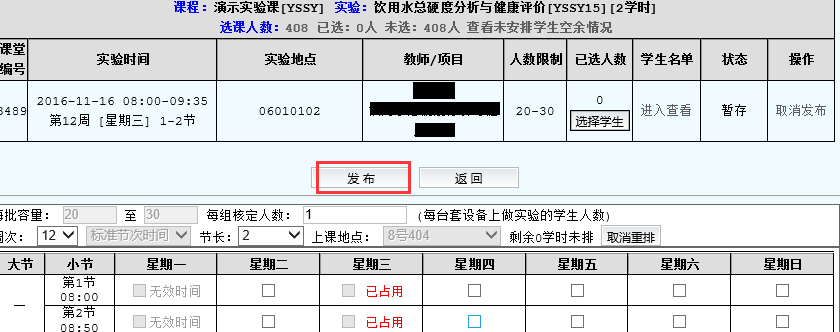 课程：演示实验课[YSSY] 实验：饮用水总硬度分析与健康评价[YSSY15][2学时]
选课人数：408 已选：0人 未选：408人 查看未安排学生空余情况
课堂编号 实验时间 实验地点 教师/项目 人数限制 已选人数 学生名单 状态 操作
8489 2016-11-16 08:00-09:35 06010102 20-30 0 进入查看 暂存 取消发布
第12周 [星期三] 1-2节 选择学生
发 布 返 回
每批容量： 20 至 30 每组核定人数： 1 (每台套设备上做实验的学生人数)
周次： 12 标准节次时间 节长： 2 上课地点： 8号404 剩余0学时未排 取消重排
大节 小节 星期一 星期二 星期三 星期四 星期五 星期六 星期日
一 第1节 08:00 无效时间 已占用
第2节 08:50 无效时间 已占用